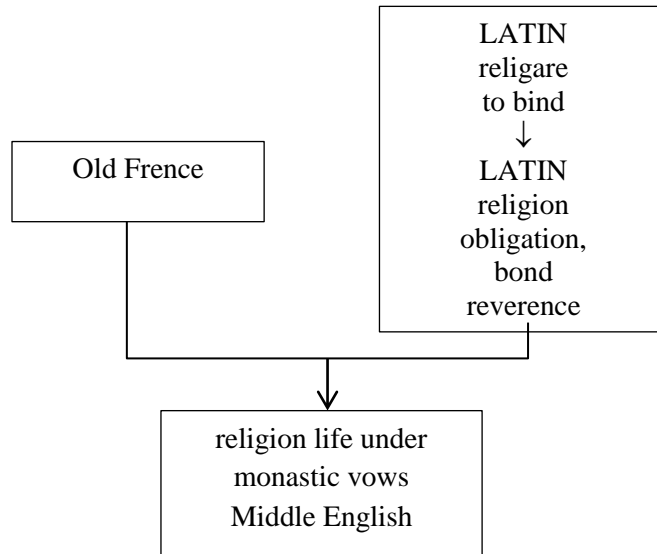 LATIN
religare
to bind
↓
LATIN
religion
obligation,
bond
reverence
Old Frence
religion life under
monastic vows
Middle English